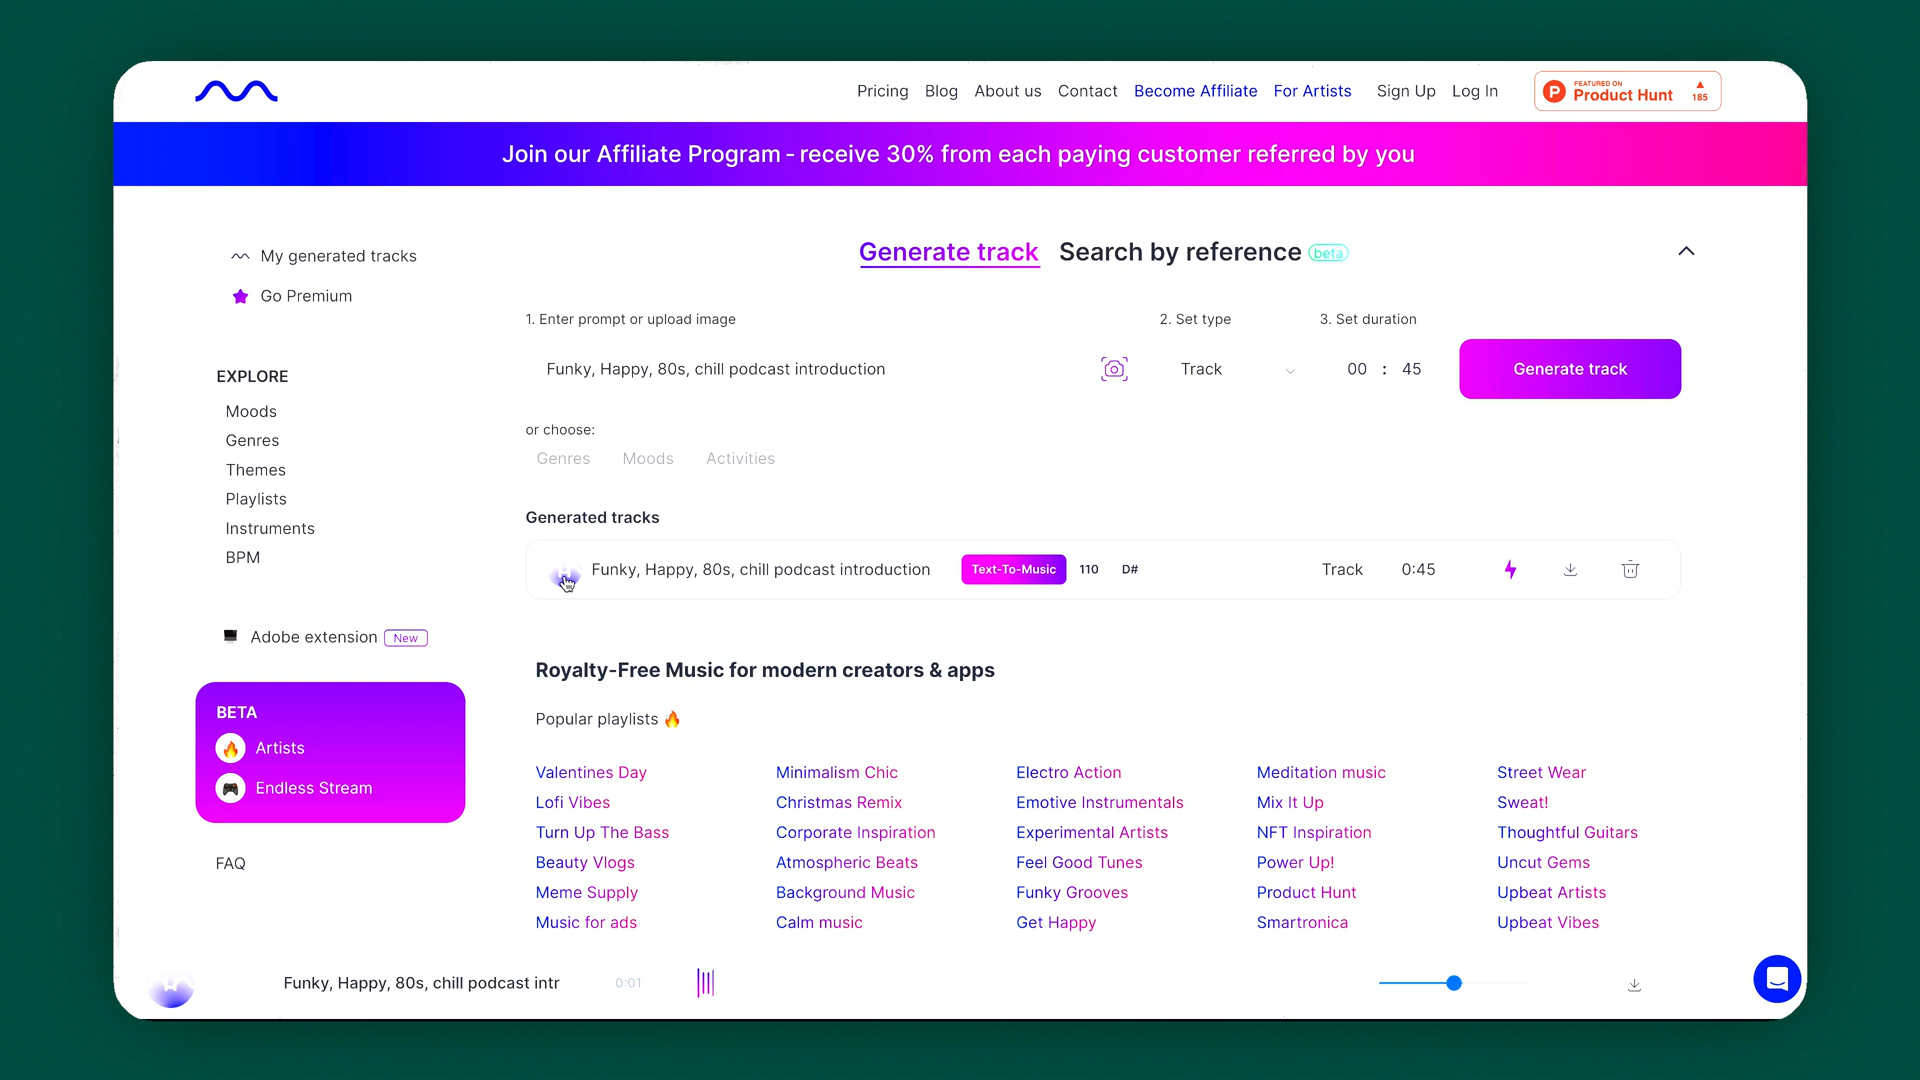 Pricing Blog About us Contact Become Affiliate For Artists Sign Up Log In
P FEATURED ON Product Hunt 185
Join our Affiliate Program - receive 30% from each paying customer referred by you
My generated tracks
Go Premium
EXPLORE
Moods
Genres
Themes
Playlists
Instruments
BPM
Adobe extension New
BETA
Artists
Endless Stream
FAQ
Generate track Search by reference beta
1. Enter prompt or upload image 2. Set type 3. Set duration
Funky, Happy, 80s, chill podcast introduction Track 00 : 45 Generate track
or choose:
Genres Moods Activities
Generated tracks
Funky, Happy, 80s, chill podcast introduction Text-To-Music 110 D# Track 0:45
Royalty-Free Music for modern creators & apps
Popular playlists 🔥
Valentines Day Minimalism Chic Electro Action Meditation music Street Wear
Lofi Vibes Christmas Remix Emotive Instrumentals Mix It Up Sweat!
Turn Up The Bass Corporate Inspiration Experimental Artists NFT Inspiration Thoughtful Guitars
Beauty Vlogs Atmospheric Beats Feel Good Tunes Power Up! Uncut Gems
Meme Supply Background Music Funky Grooves Product Hunt Upbeat Artists
Music for ads Calm music Get Happy Smartronica Upbeat Vibes
Funky, Happy, 80s, chill podcast intr 0:01